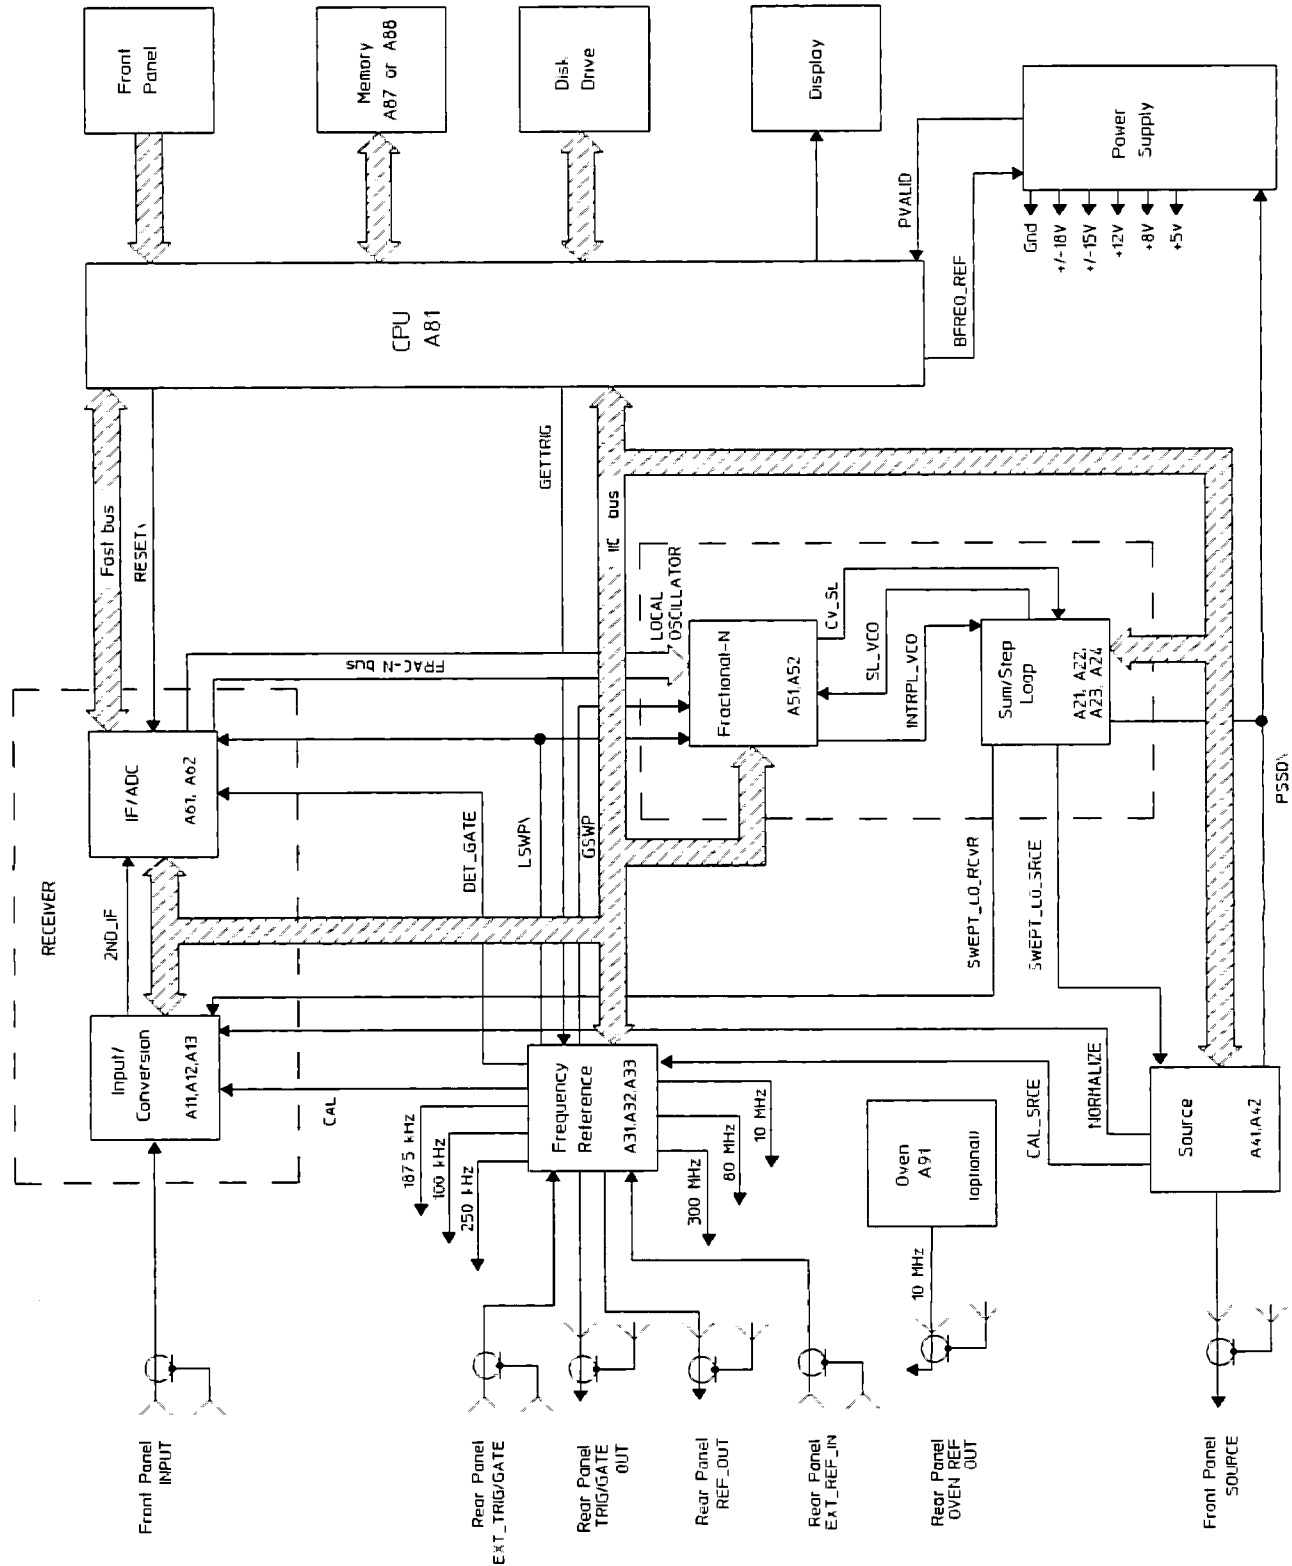 Front Panel
INPUT
Rear Panel
EXT_TRIG/GATE
Rear Panel
TRIG/GATE
OUT
Rear Panel
REF_OUT
Rear Panel
EXT_REF_IN
Rear Panel
OVEN REF
OUT
Front Panel
SOURCE
RECEIVER
Input/
Conversion
A11,A12,A13
2ND_IF
IF/ADC
A61, A62
Fast bus
RESET\
Front
Panel
CAL
187.5 kHz
100 kHz
250 kHz
Frequency
Reference
A31,A32,A33
300 MHz
80 MHz
10 MHz
DET_GATE
LSWP\
GSWP
FRAC-N bus
GETTRIG
IIC bus
CPU
A81
Memory
A87 or A88
Disk
Drive
Display
LOCAL
OSCILLATOR
Fractional-N
A51,A52
CV_SL
SL_VCO
INTRPL_VCO
Sum/Step
Loop
A21, A22,
A23, A24
SWEPT_LO_RCVR
SWEPT_LO_SRCE
10 MHz
Oven
A91
(optional)
CAL_SRCE
NORMALIZE
Source
A41,A42
PSSD\
PVALID
BFREQ_REF
Power
Supply
Gnd
+/-18V
+/-15V
+12V
+8V
+5V